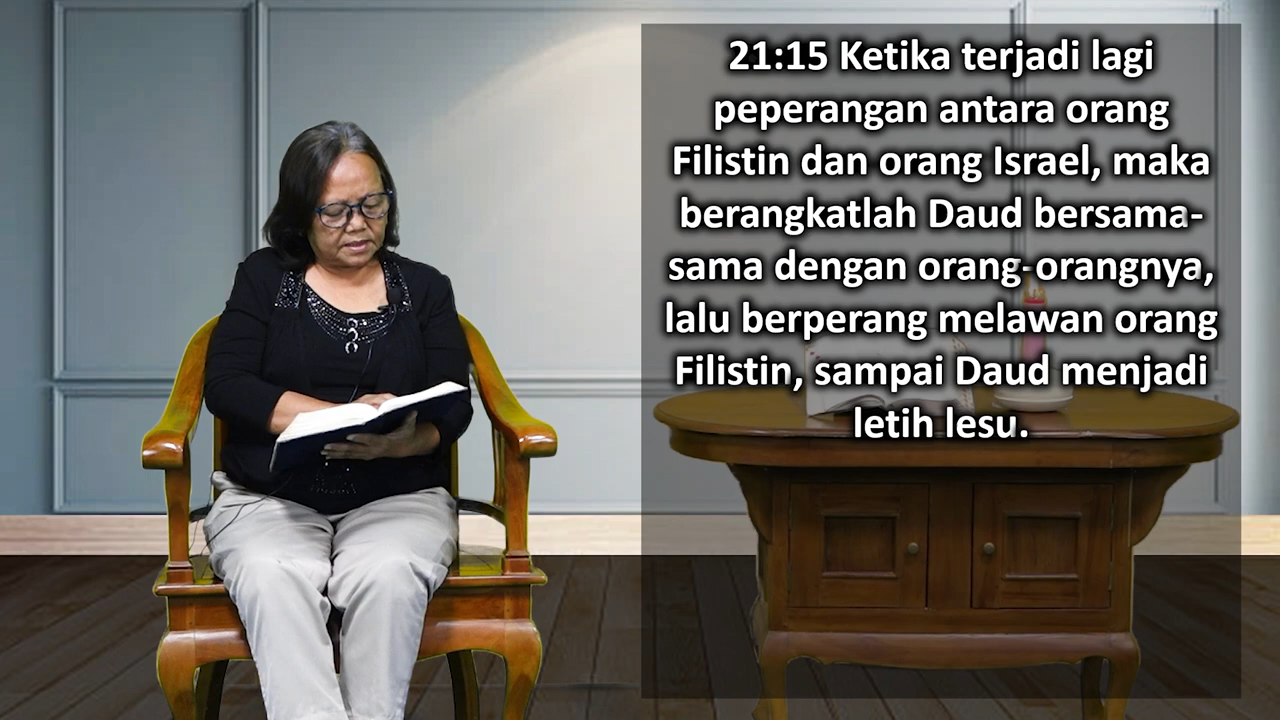 21:15 Ketika terjadi lagi
peperangan antara orang
Filistin dan orang Israel, maka
berangkatlah Daud bersama-
sama dengan orang-orangnya,
lalu berperang melawan orang
Filistin, sampai Daud menjadi
letih lesu.